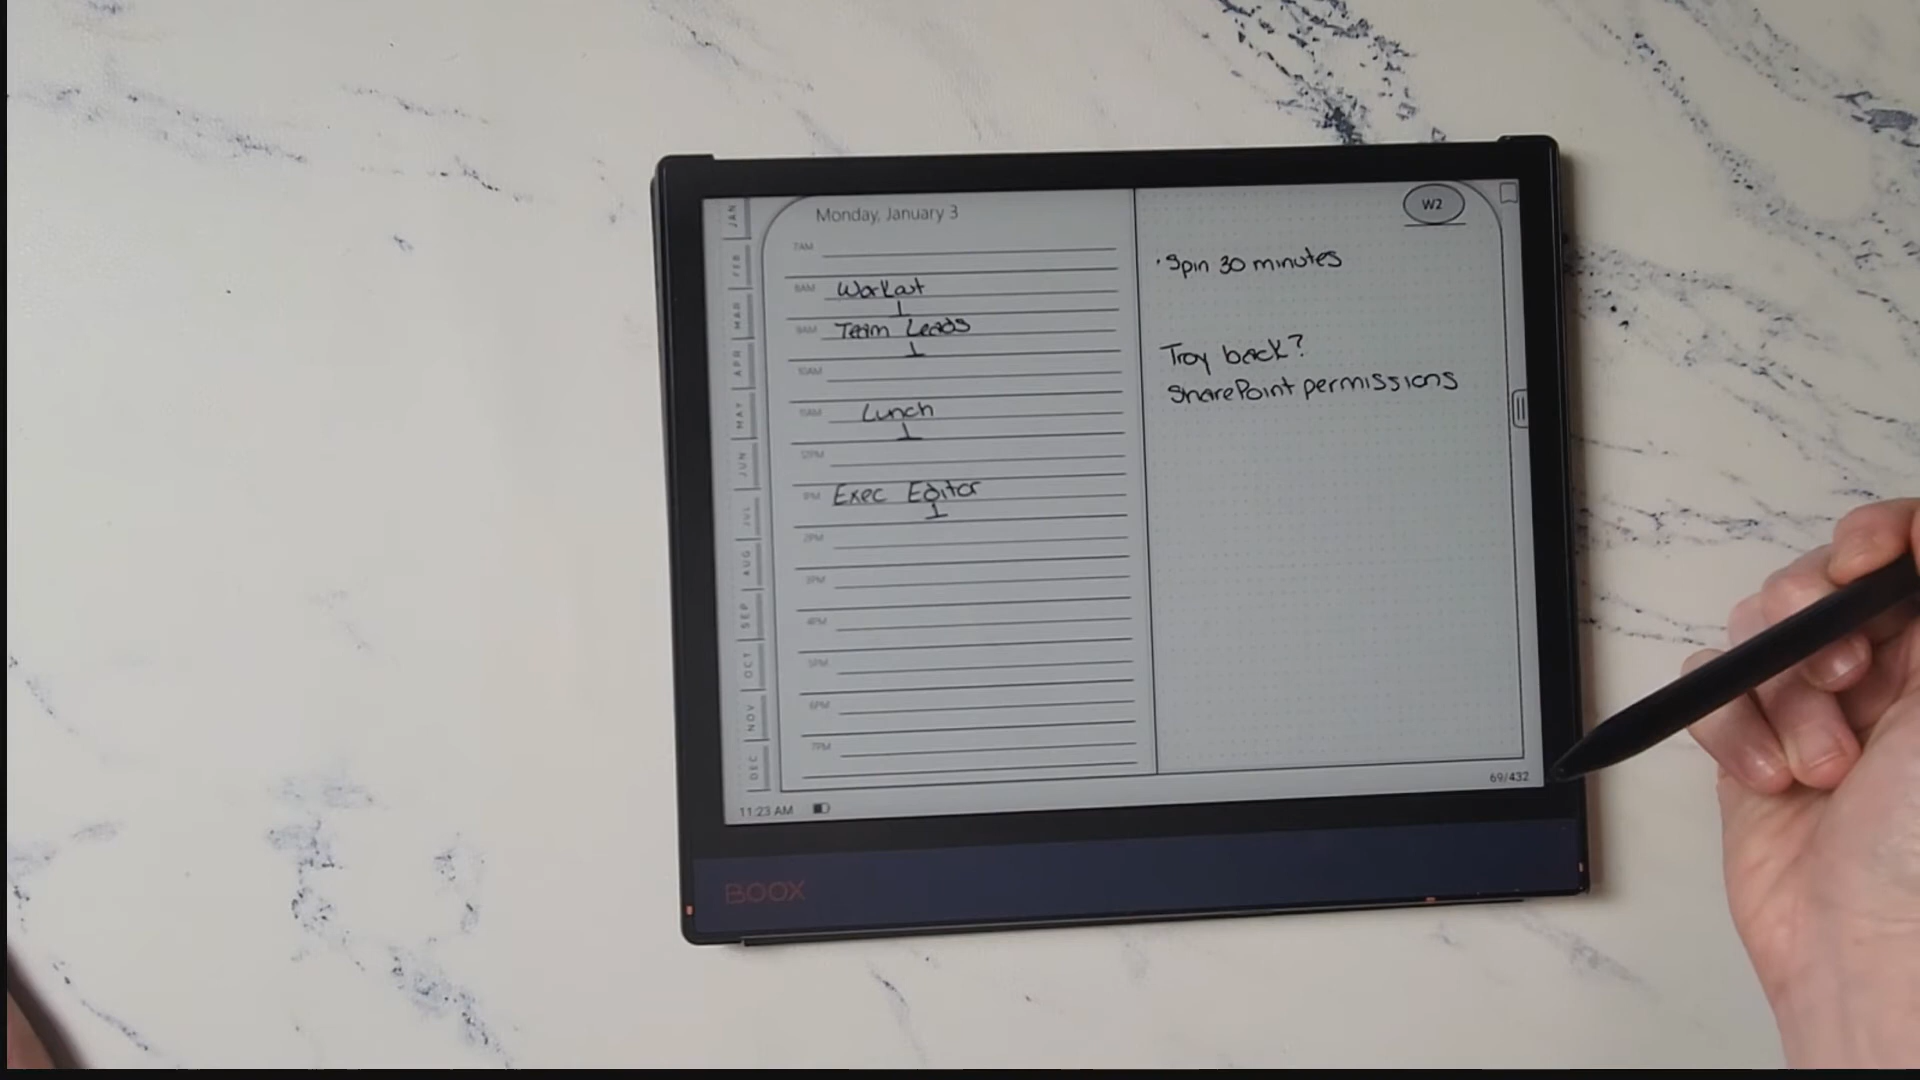 JAN
FEB
MAR
APR
MAY
JUN
JUL
AUG
SEP
OCT
NOV
DEC
Monday, January 3
7AM
8AM Workout
9AM Team Leads
10AM
11AM Lunch
12PM
1PM Exec Editor
2PM
3PM
4PM
5PM
6PM
7PM
W2
· Spin 30 minutes
Troy back?
SharePoint permissions
11:23 AM
69/432
BOOX